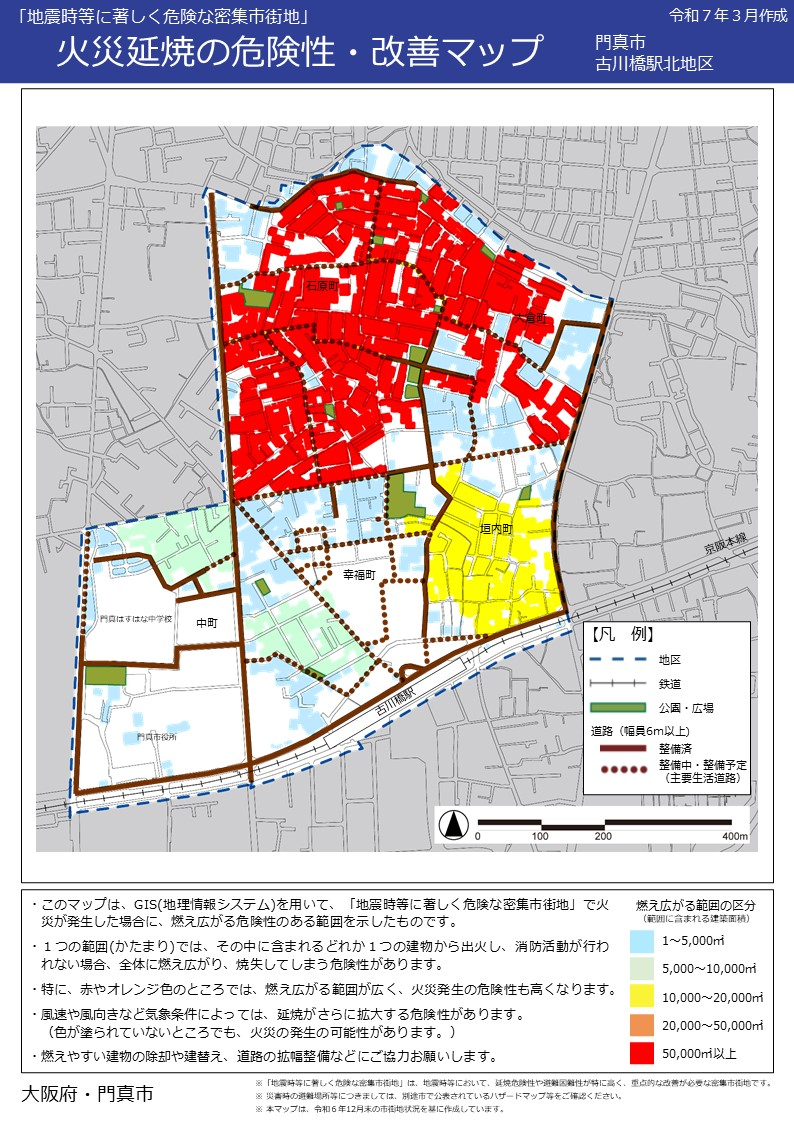 「地震時等に著しく危険な密集市街地」
令和７年３月作成
火災延焼の危険性・改善マップ
門真市
古川橋駅北地区
石原町
大倉町
垣内町
京阪本線
幸福町
門真はすはな中学校
中町
古川橋駅
門真市役所
【凡　例】
地区
鉄道
公園・広場
道路（幅員6m以上)
整備済
整備中・整備予定
（主要生活道路）
0 100 200 400m
・このマップは、GIS(地理情報システム)を用いて、「地震時等に著しく危険な密集市街地」で火
災が発生した場合に、燃え広がる危険性のある範囲を示したものです。
・１つの範囲(かたまり)では、その中に含まれるどれか１つの建物から出火し、消防活動が行わ
れない場合、全体に燃え広がり、焼失してしまう危険性があります。
・特に、赤やオレンジ色のところでは、燃え広がる範囲が広く、火災発生の危険性も高くなります。
・風速や風向きなど気象条件によっては、延焼がさらに拡大する危険性があります。
（色が塗られていないところでも、火災の発生の可能性があります。）
・燃えやすい建物の除却や建替え、道路の拡幅整備などにご協力お願いします。
燃え広がる範囲の区分
（範囲に含まれる建築面積）
1～5,000㎡
5,000～10,000㎡
10,000～20,000㎡
20,000～50,000㎡
50,000㎡以上
大阪府・門真市
※「地震時等に著しく危険な密集市街地」は、地震時等において、延焼危険性や避難困難性が特に高く、重点的な改善が必要な密集市街地です。
※ 災害時の避難場所等につきましては、別途市で公表されているハザードマップ等をご確認ください。
※ 本マップは、令和６年12月末の市街地状況を基に作成しています。